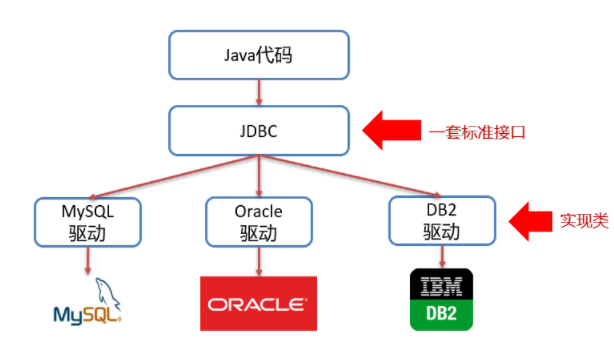 Java代码
JDBC
一套标准接口
MySQL
驱动
Oracle
驱动
DB2
驱动
实现类
MySQL
ORACLE
IBM
DB2